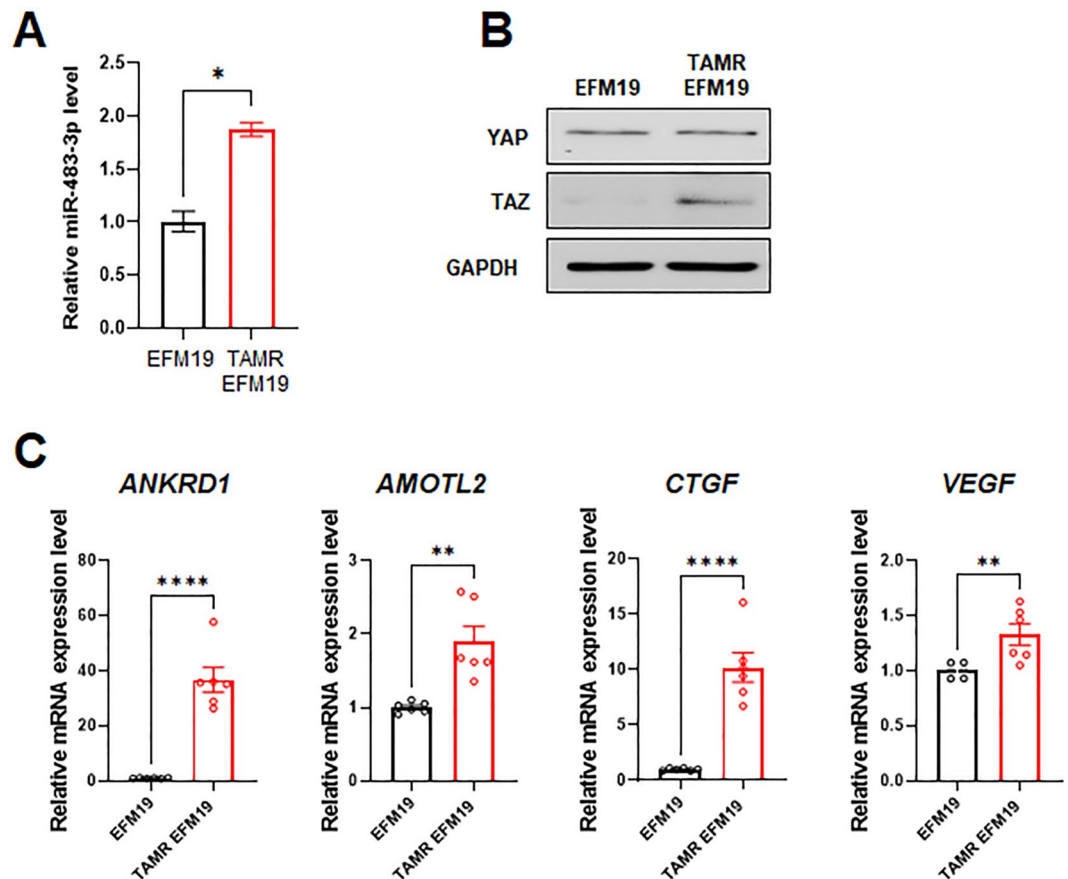 A
Relative miR-483-3p level
2.5
2.0
1.5
1.0
0.5
0.0
*
EFM19
TAMR
EFM19
B
EFM19
TAMR
EFM19
YAP
TAZ
GAPDH
C
ANKRD1
Relative mRNA expression level
80
60
40
20
0
****
EFM19
TAMR EFM19
AMOTL2
Relative mRNA expression level
3
2
1
0
**
EFM19
TAMR EFM19
CTGF
Relative mRNA expression level
20
15
10
5
0
****
EFM19
TAMR EFM19
VEGF
Relative mRNA expression level
2.0
1.5
1.0
0.5
0.0
**
EFM19
TAMR EFM19